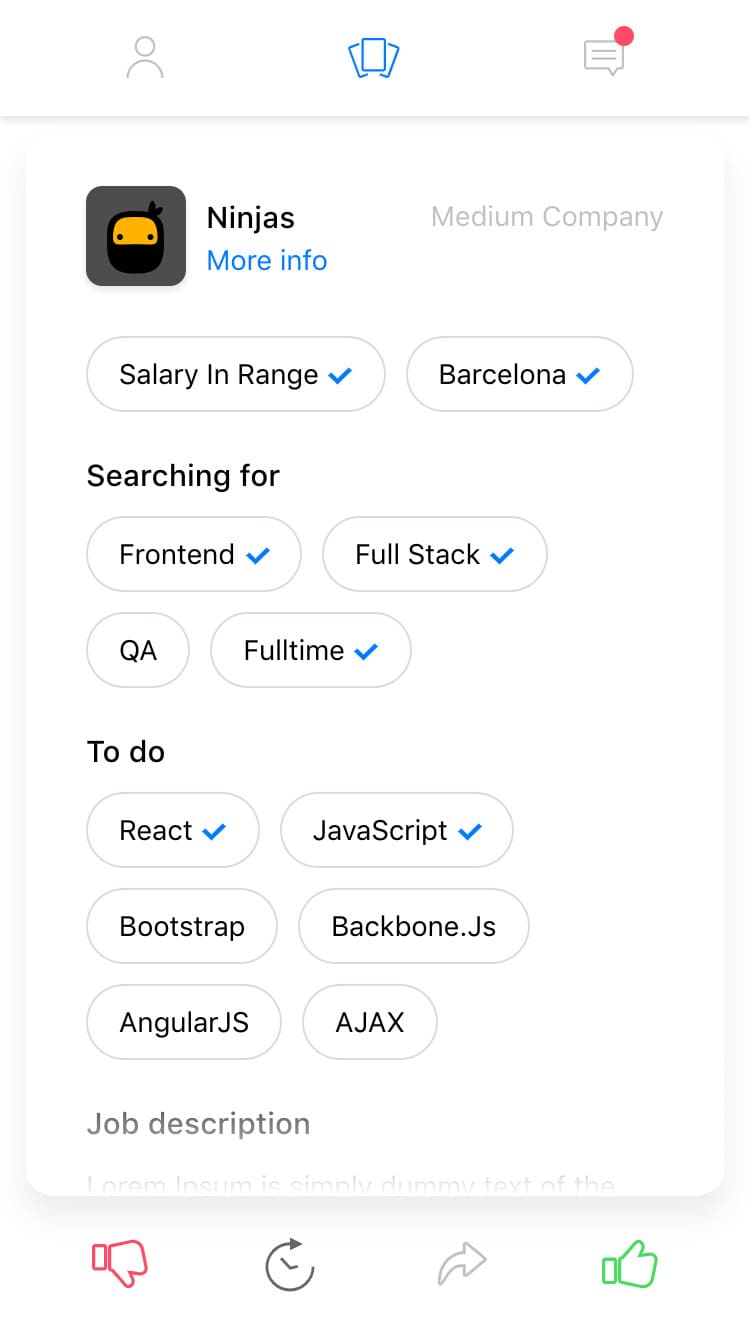 Ninjas
Medium Company
More info
Salary In Range
Barcelona
Searching for
Frontend
Full Stack
QA
Fulltime
To do
React
JavaScript
Bootstrap
Backbone.Js
AngularJS
AJAX
Job description
Lorem Ipsum is simply dummy text of the